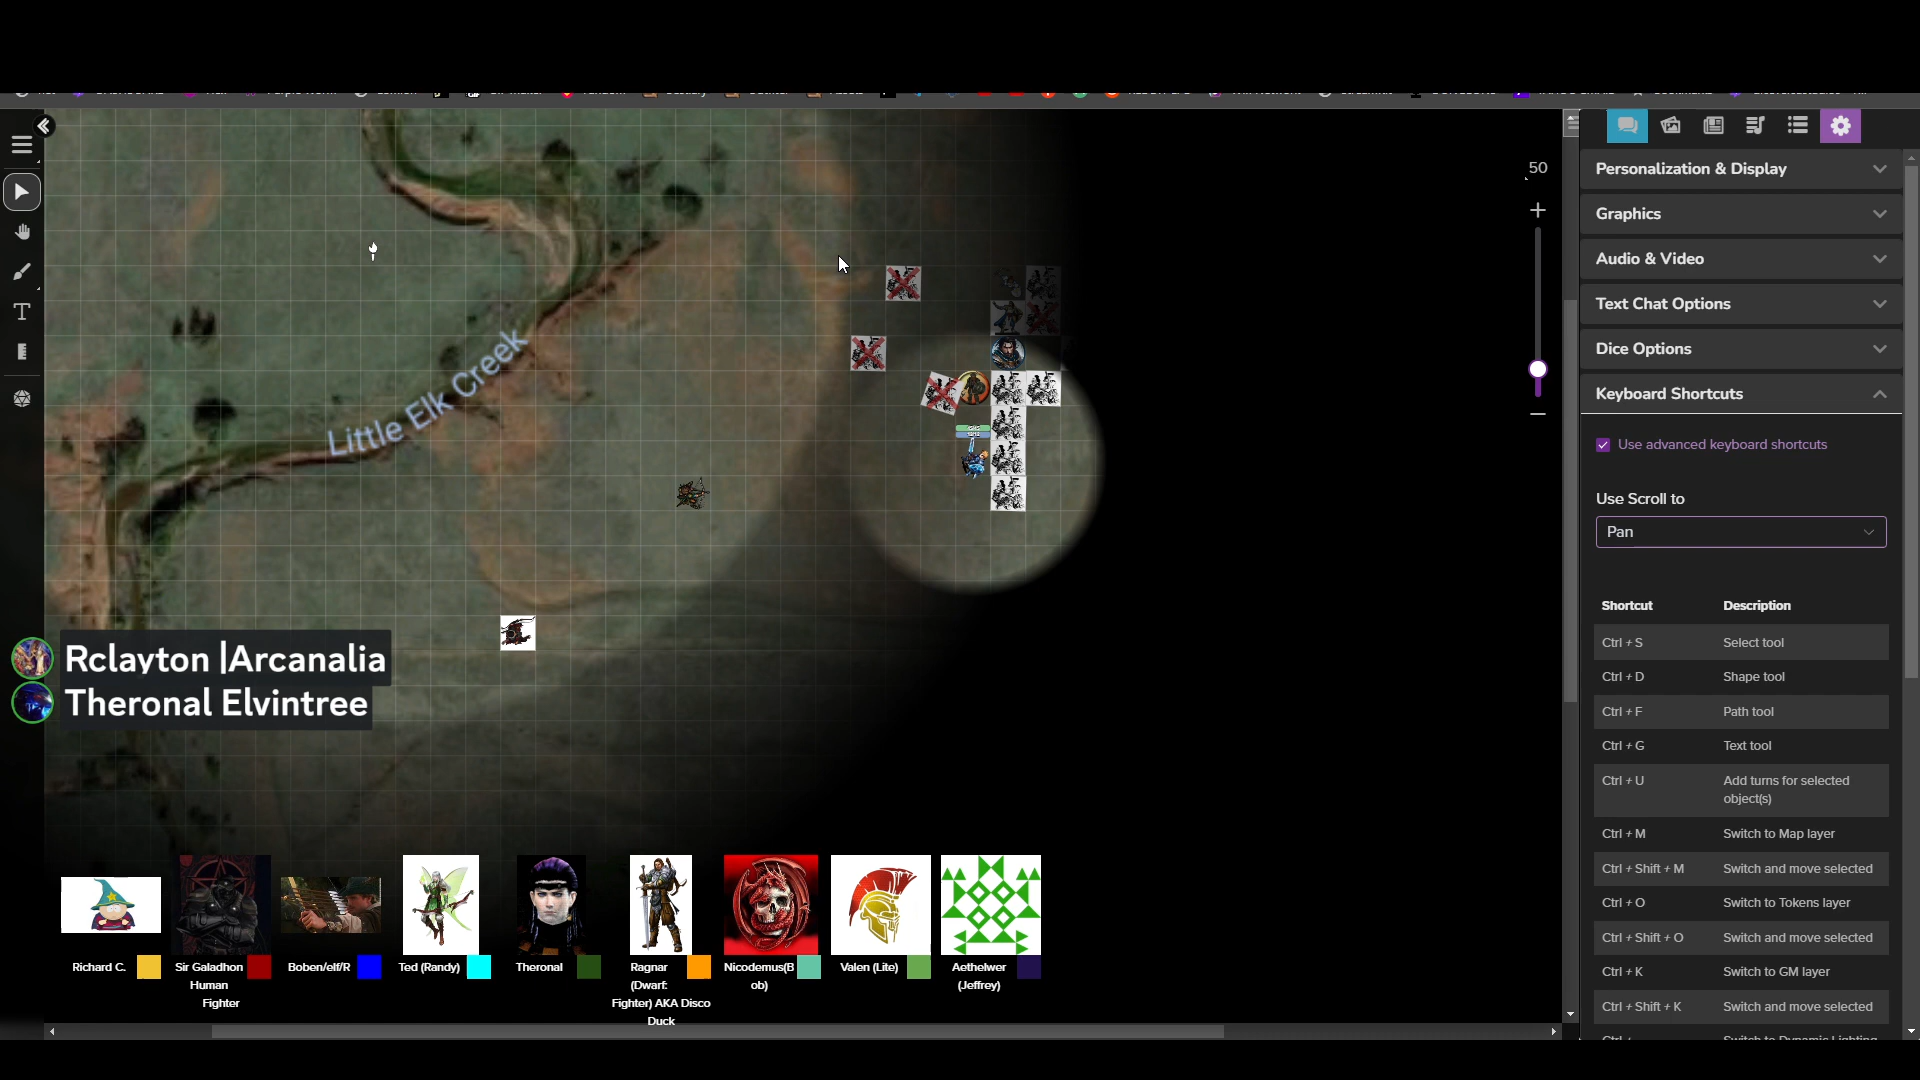 50
Personalization & Display
Graphics
Audio & Video
Text Chat Options
Dice Options
Keyboard Shortcuts
Use advanced keyboard shortcuts
Use Scroll to
Pan
Shortcut Description
Ctrl + S Select tool
Ctrl + D Shape tool
Ctrl + F Path tool
Ctrl + G Text tool
Ctrl + U Add turns for selected
object(s)
Ctrl + M Switch to Map layer
Ctrl + Shift + M Switch and move selected
Ctrl + O Switch to Tokens layer
Ctrl + Shift + O Switch and move selected
Ctrl + K Switch to GM layer
Ctrl + Shift + K Switch and move selected
Little Elk Creek
Rclayton |Arcanalia
Theronal Elvintree
Richard C.
Sir Galadhon
Human
Fighter
Boben/elf/R
Ted (Randy)
Theronal
Ragnar
(Dwarf:
Fighter) AKA Disco
Duck
Nicodemus(B
ob)
Valen (Lite)
Aethelwer
(Jeffrey)